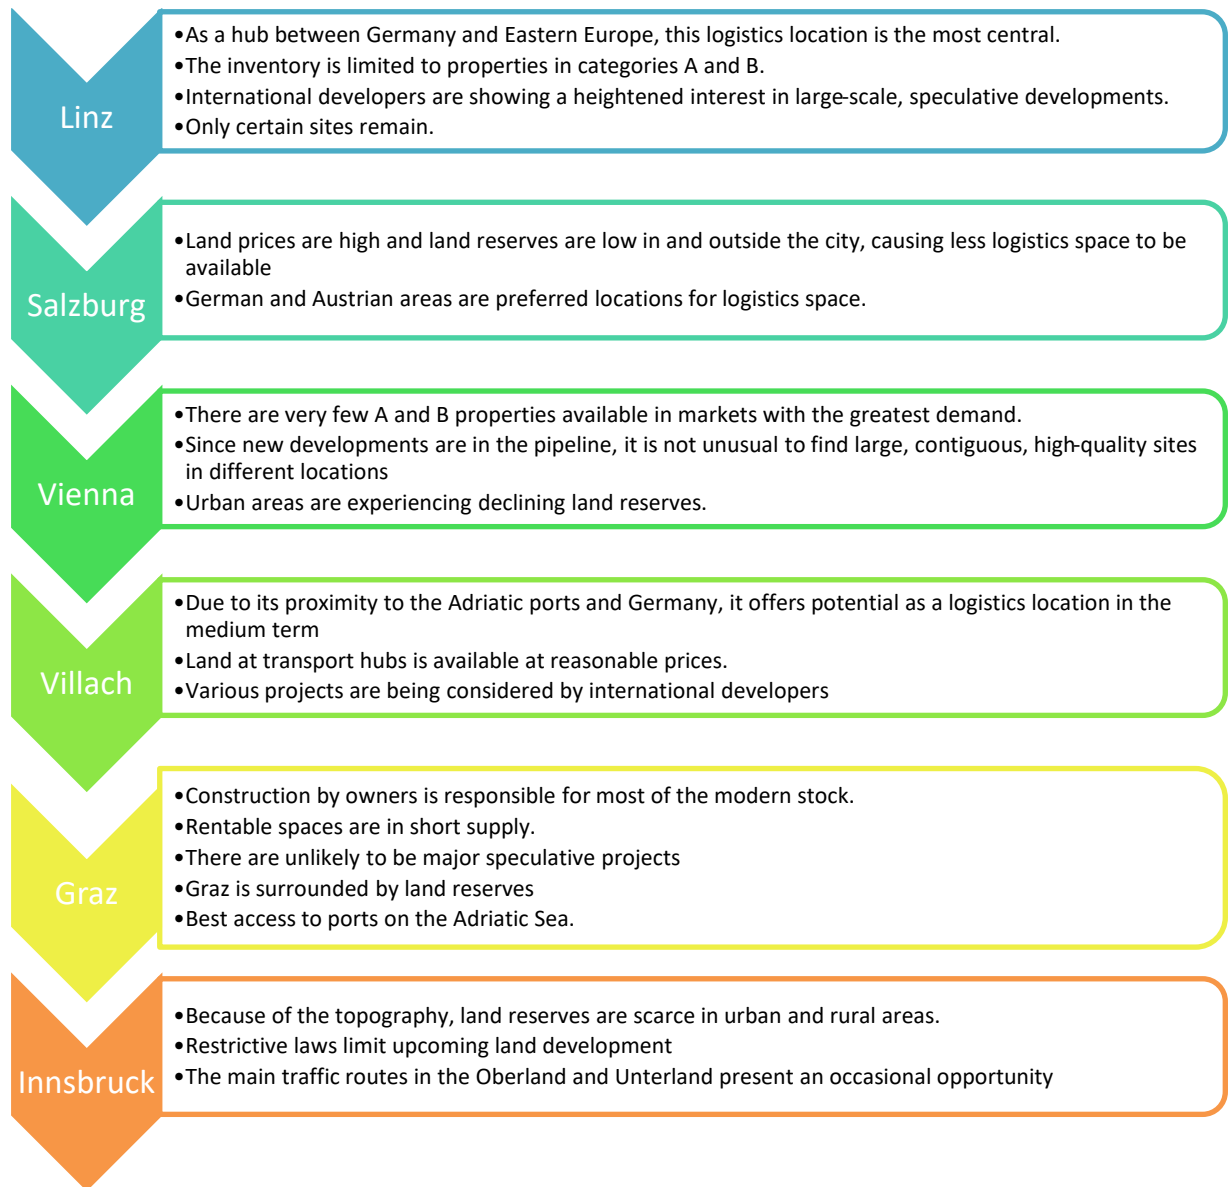 Linz
•As a hub between Germany and Eastern Europe, this logistics location is the most central.
•The inventory is limited to properties in categories A and B.
•International developers are showing a heightened interest in large-scale, speculative developments.
•Only certain sites remain.
Salzburg
•Land prices are high and land reserves are low in and outside the city, causing less logistics space to be
available
•German and Austrian areas are preferred locations for logistics space.
Vienna
•There are very few A and B properties available in markets with the greatest demand.
•Since new developments are in the pipeline, it is not unusual to find large, contiguous, high-quality sites
in different locations
•Urban areas are experiencing declining land reserves.
Villach
•Due to its proximity to the Adriatic ports and Germany, it offers potential as a logistics location in the
medium term
•Land at transport hubs is available at reasonable prices.
•Various projects are being considered by international developers
Graz
•Construction by owners is responsible for most of the modern stock.
•Rentable spaces are in short supply.
•There are unlikely to be major speculative projects
•Graz is surrounded by land reserves
•Best access to ports on the Adriatic Sea.
Innsbruck
•Because of the topography, land reserves are scarce in urban and rural areas.
•Restrictive laws limit upcoming land development
•The main traffic routes in the Oberland and Unterland present an occasional opportunity